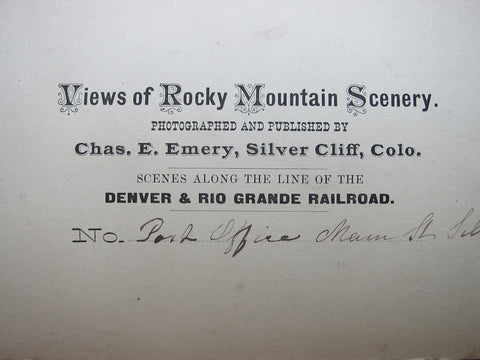 Views of Rocky Mountain Scenery.
PHOTOGRAPHED AND PUBLISHED BY
Chas. E. Emery, Silver Cliff, Colo.
SCENES ALONG THE LINE OF THE
DENVER & RIO GRANDE RAILROAD.
No. Post Office Main St Sil